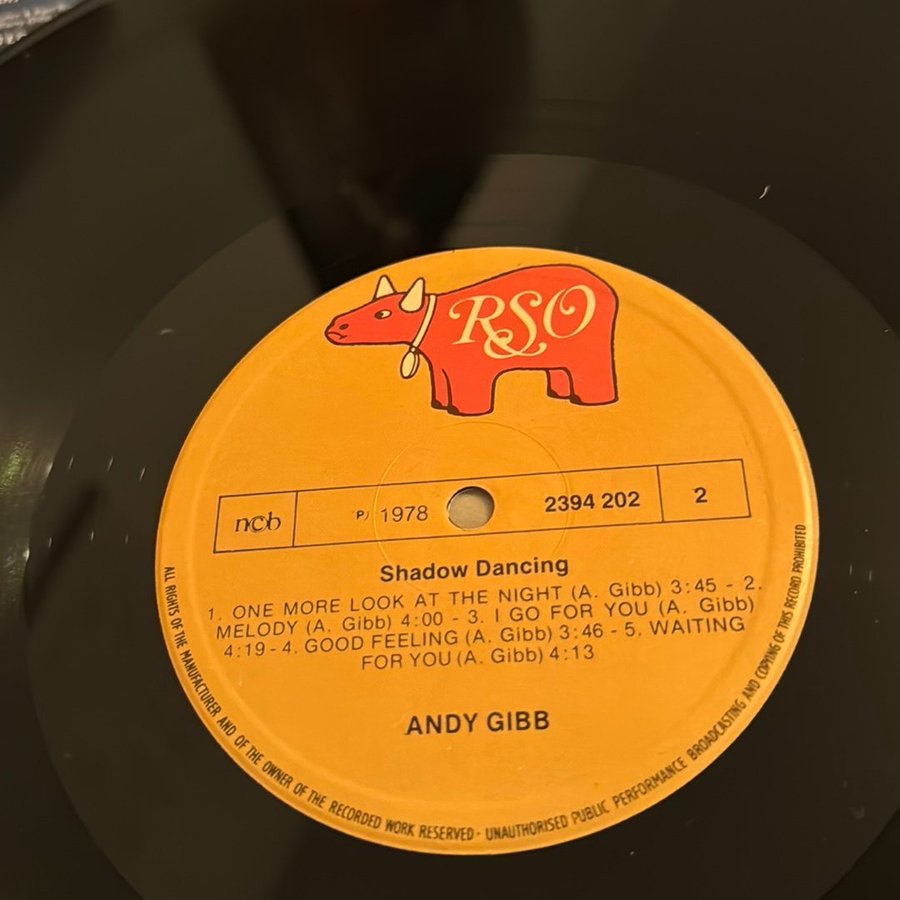 RSO
ncb ℗ 1978 2394 202 2
Shadow Dancing
1. ONE MORE LOOK AT THE NIGHT (A. Gibb) 3:45 - 2.
MELODY (A. Gibb) 4:00 - 3. I GO FOR YOU (A. Gibb)
4:19 - 4. GOOD FEELING (A. Gibb) 3:46 - 5. WAITING
FOR YOU (A. Gibb) 4:13
ANDY GIBB
ALL RIGHTS OF THE MANUFACTURER AND OF THE OWNER OF THE RECORDED WORK RESERVED · UNAUTHORISED PUBLIC PERFORMANCE BROADCASTING AND COPYING OF THIS RECORD PROHIBITED